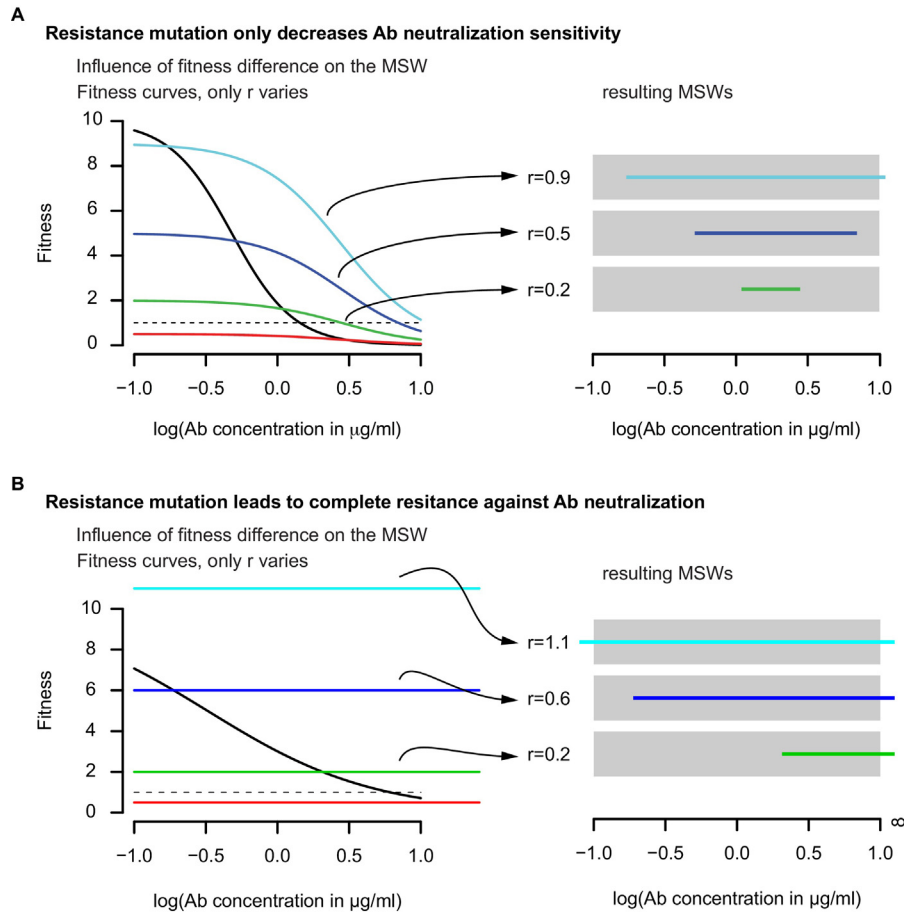 A
Resistance mutation only decreases Ab neutralization sensitivity
Influence of fitness difference on the MSW
Fitness curves, only r varies
resulting MSWs
10
8
6
4
2
0
Fitness
r=0.9
r=0.5
r=0.2
−1.0 −0.5 0.0 0.5 1.0
−1.0 −0.5 0.0 0.5 1.0
log(Ab concentration in μg/ml)
log(Ab concentration in μg/ml)
B
Resistance mutation leads to complete resitance against Ab neutralization
Influence of fitness difference on the MSW
Fitness curves, only r varies
resulting MSWs
10
8
6
4
2
0
Fitness
r=1.1
r=0.6
r=0.2
−1.0 −0.5 0.0 0.5 1.0
−1.0 −0.5 0.0 0.5 1.0 ∞
log(Ab concentration in μg/ml)
log(Ab concentration in μg/ml)